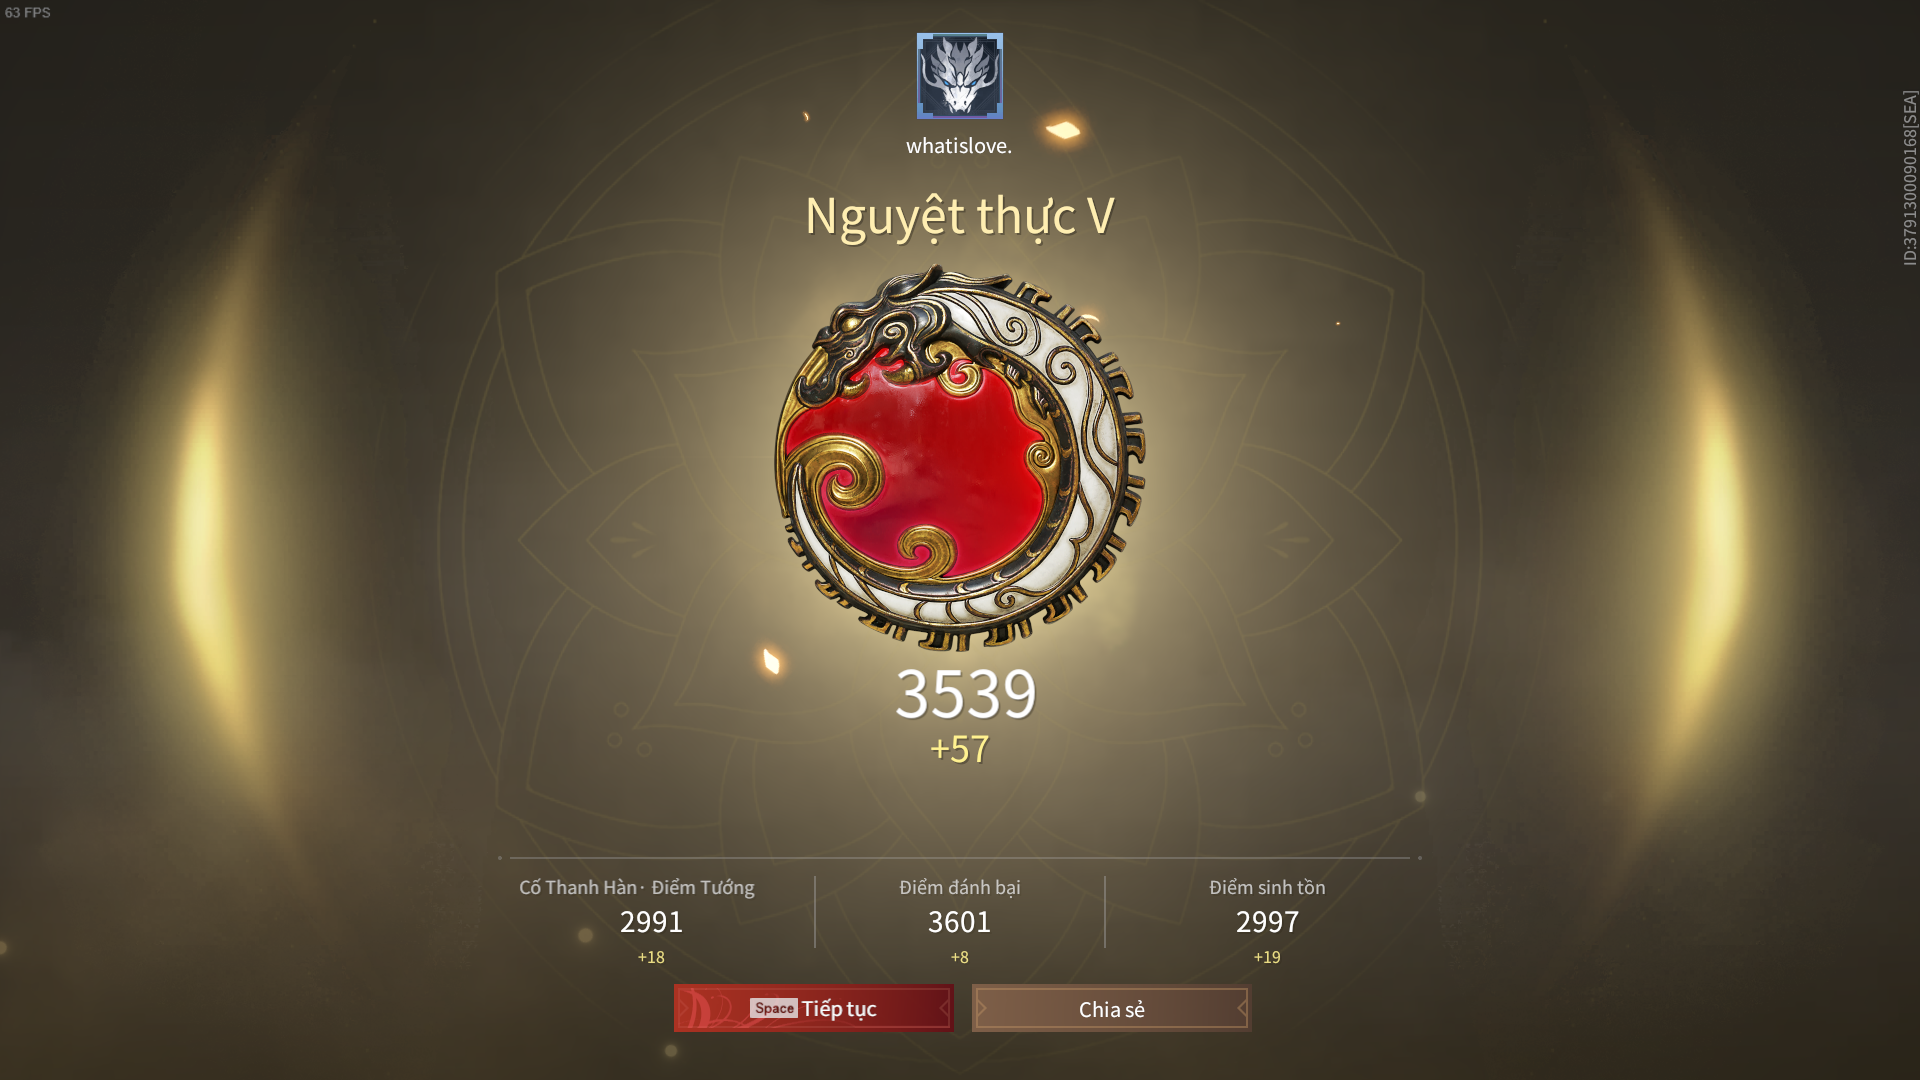 63 FPS
whatislove.
Nguyệt thực V
3539
+57
Cố Thanh Hàn · Điểm Tướng
2991
+18
Điểm đánh bại
3601
+8
Điểm sinh tồn
2997
+19
Space Tiếp tục
Chia sẻ
ID:3791300090168[SEA]